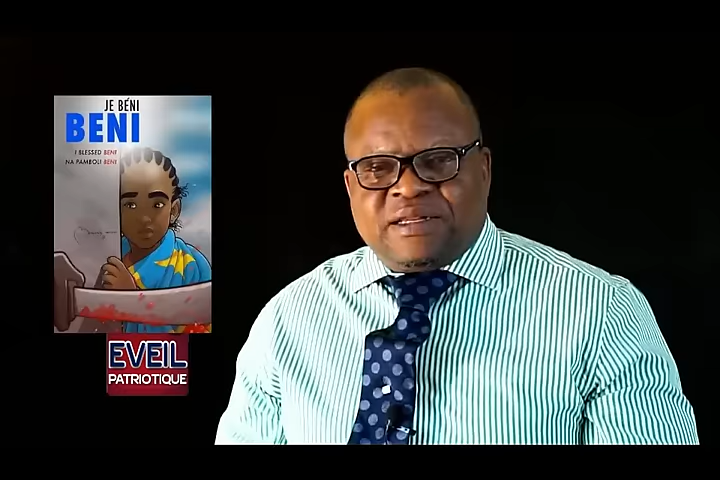 JE BÉNI
BENI
I BLESSED BENI
NA PAMBOLI BENI
EVEIL
PATRIOTIQUE